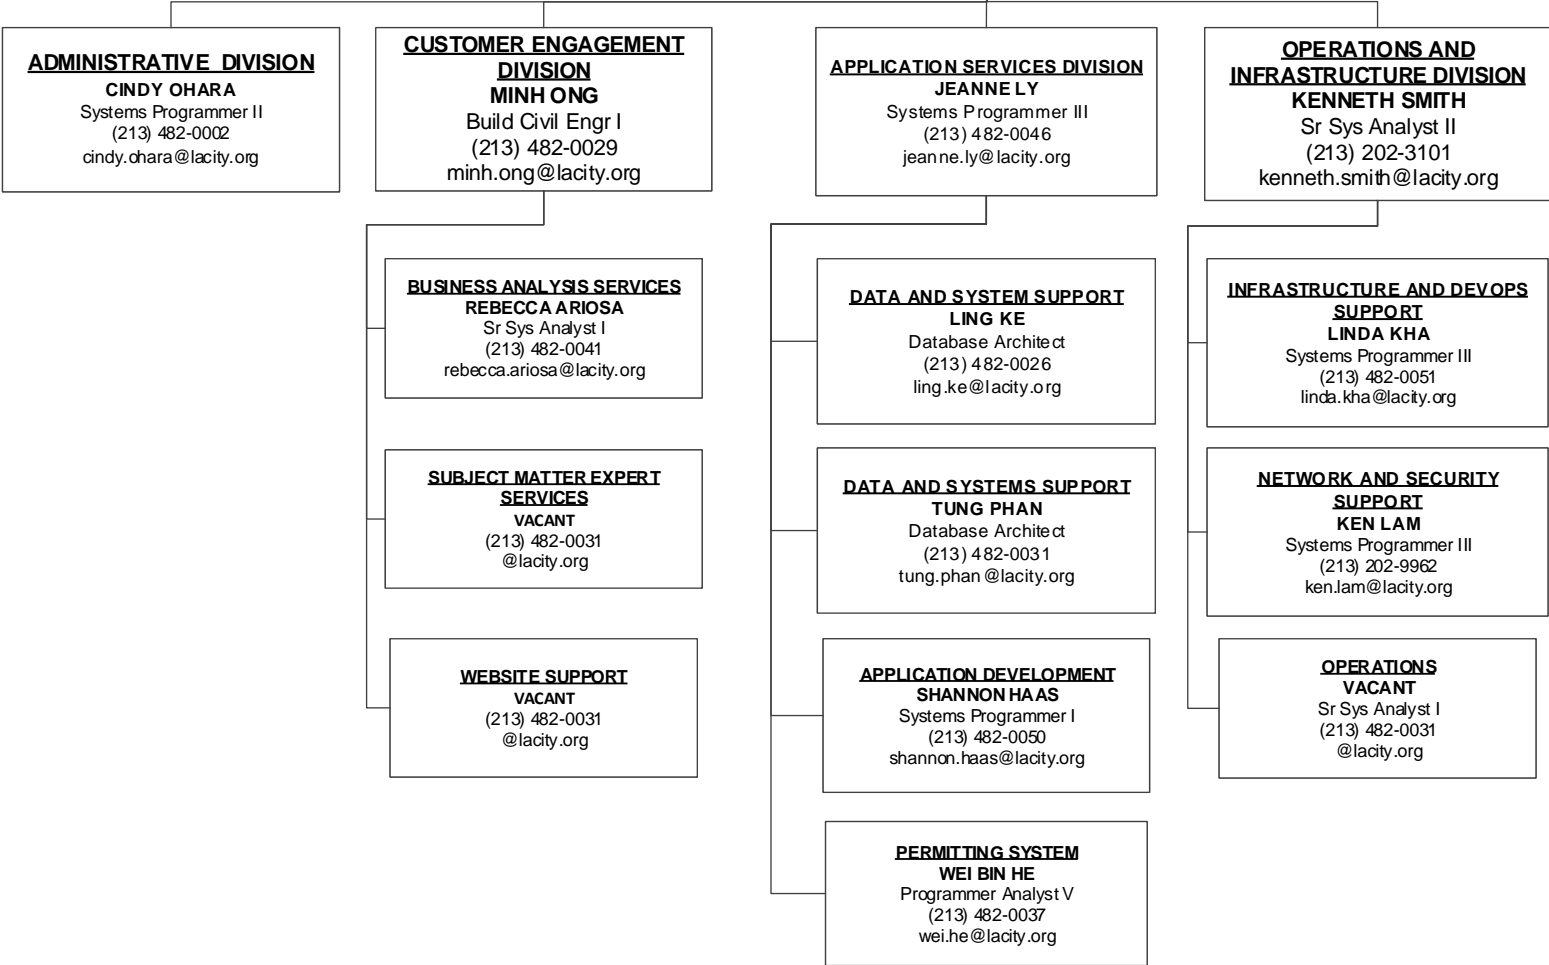 ADMINISTRATIVE DIVISION
CINDY OHARA
Systems Programmer II
(213) 482-0002
cindy.ohara@lacity.org
CUSTOMER ENGAGEMENT
DIVISION
MINH ONG
Build Civil Engr I
(213) 482-0029
minh.ong@lacity.org
APPLICATION SERVICES DIVISION
JEANNE LY
Systems Programmer III
(213) 482-0046
jeanne.ly@lacity.org
OPERATIONS AND
INFRASTRUCTURE DIVISION
KENNETH SMITH
Sr Sys Analyst II
(213) 202-3101
kenneth.smith@lacity.org
BUSINESS ANALYSIS SERVICES
REBECCA ARIOSA
Sr Sys Analyst I
(213) 482-0041
rebecca.ariosa@lacity.org
SUBJECT MATTER EXPERT
SERVICES
VACANT
(213) 482-0031
@lacity.org
WEBSITE SUPPORT
VACANT
(213) 482-0031
@lacity.org
DATA AND SYSTEM SUPPORT
LING KE
Database Architect
(213) 482-0026
ling.ke@lacity.org
DATA AND SYSTEMS SUPPORT
TUNG PHAN
Database Architect
(213) 482-0031
tung.phan@lacity.org
APPLICATION DEVELOPMENT
SHANNON HAAS
Systems Programmer I
(213) 482-0050
shannon.haas@lacity.org
PERMITTING SYSTEM
WEI BIN HE
Programmer Analyst V
(213) 482-0037
wei.he@lacity.org
INFRASTRUCTURE AND DEVOPS
SUPPORT
LINDA KHA
Systems Programmer III
(213) 482-0051
linda.kha@lacity.org
NETWORK AND SECURITY
SUPPORT
KEN LAM
Systems Programmer III
(213) 202-9962
ken.lam@lacity.org
OPERATIONS
VACANT
Sr Sys Analyst I
(213) 482-0031
@lacity.org